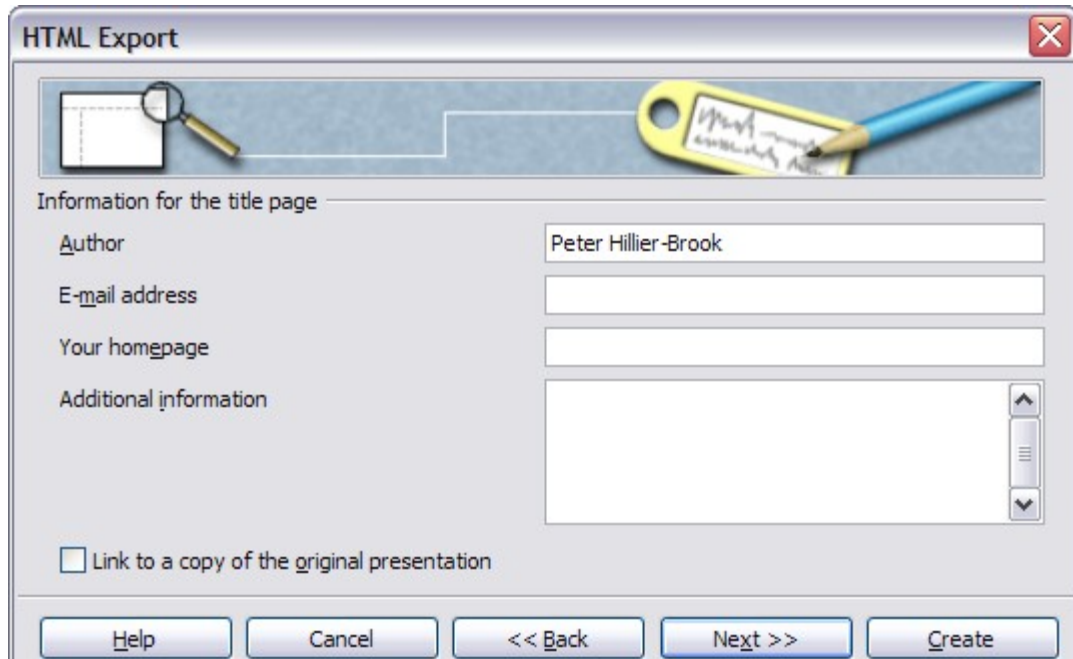 HTML Export
Information for the title page
Author Peter Hillier-Brook
E-mail address
Your homepage
Additional information
Link to a copy of the original presentation
Help Cancel << Back Next >> Create